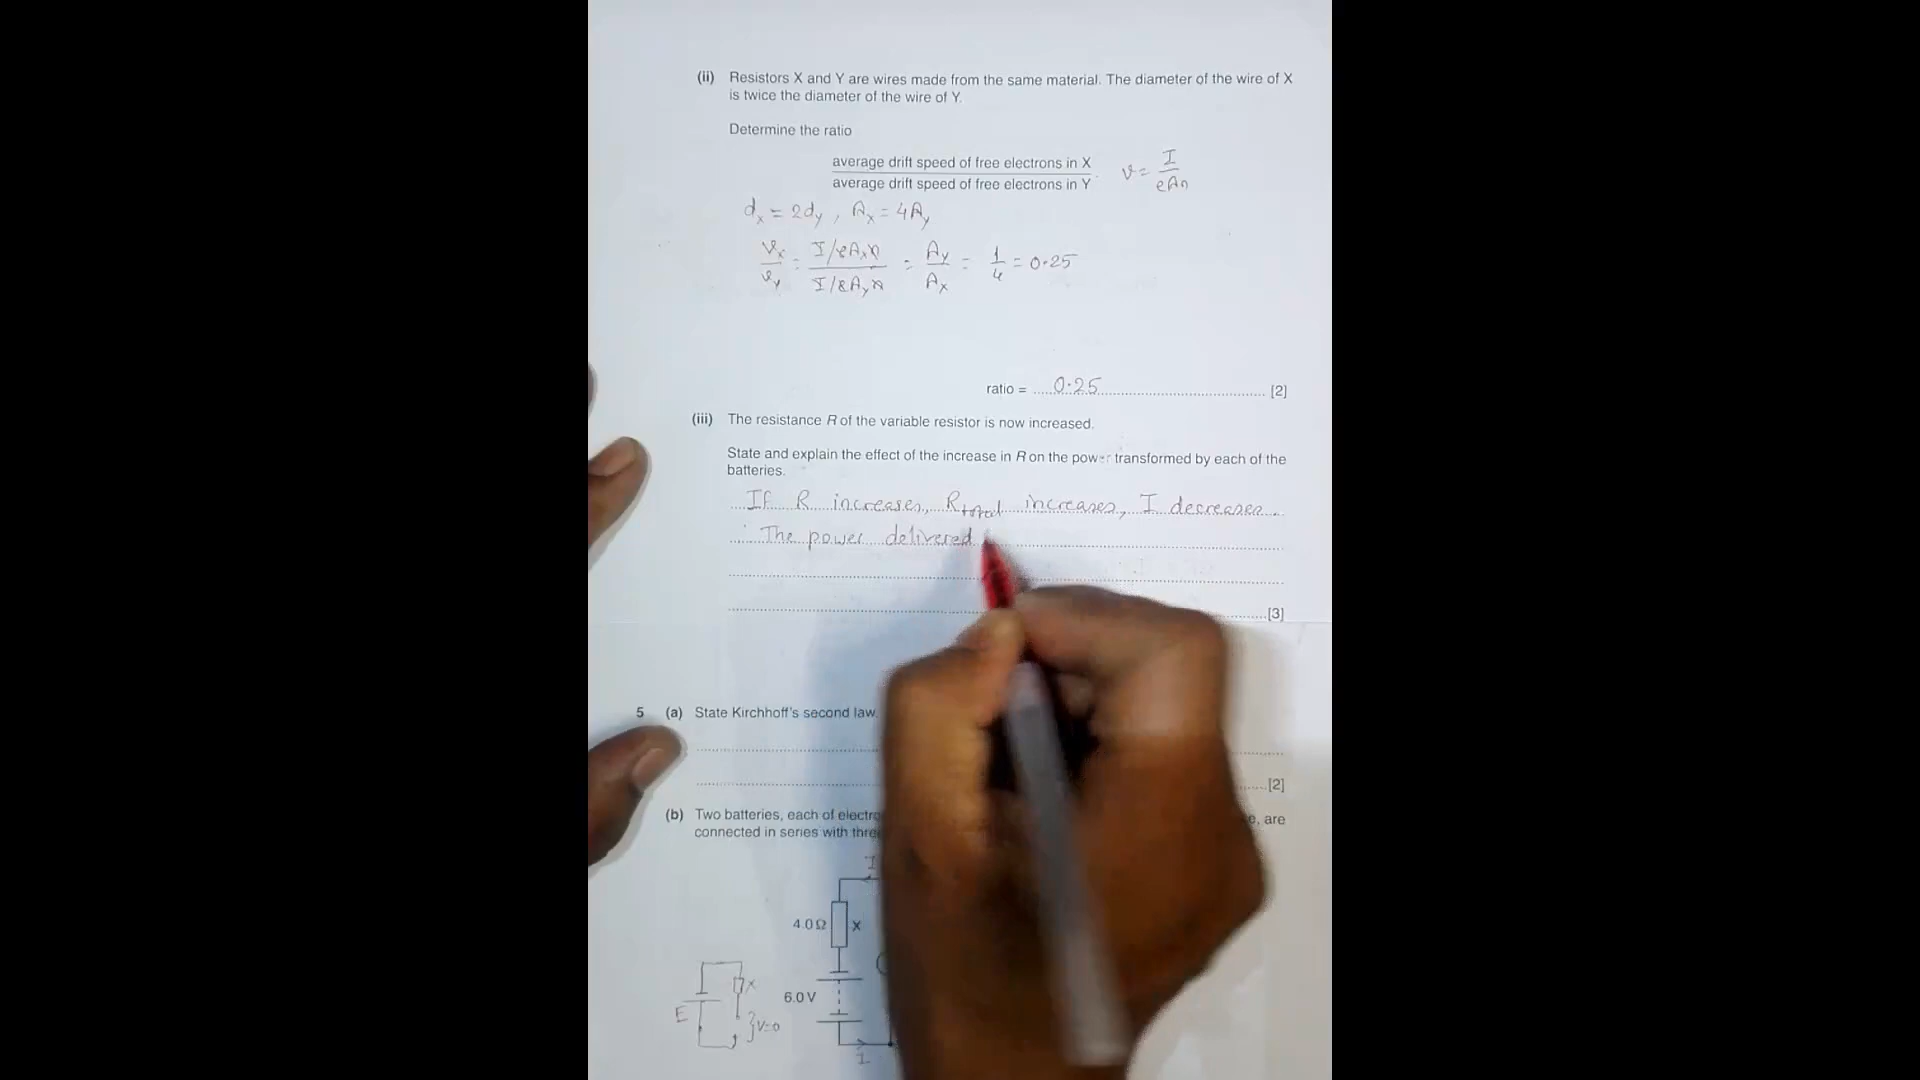 (ii) Resistors X and Y are wires made from the same material. The diameter of the wire of X
is twice the diameter of the wire of Y.
Determine the ratio
average drift speed of free electrons in X
average drift speed of free electrons in Y
v = I / eAn
dx = 2dy, Ax = 4Ay
vx/vy = I/eAxn / I/eAyn = Ay/Ax = 1/4 = 0.25
ratio = 0.25 [2]
(iii) The resistance R of the variable resistor is now increased.
State and explain the effect of the increase in R on the power transformed by each of the
batteries.
If R increases, Rtotal increases, I decreases.
∴ The power delivered
[3]
5 (a) State Kirchhoff's second law.
[2]
(b) Two batteries, each of electro
e, are
connected in series with thre
I
4.0Ω X
X
6.0V
E
V=0
I